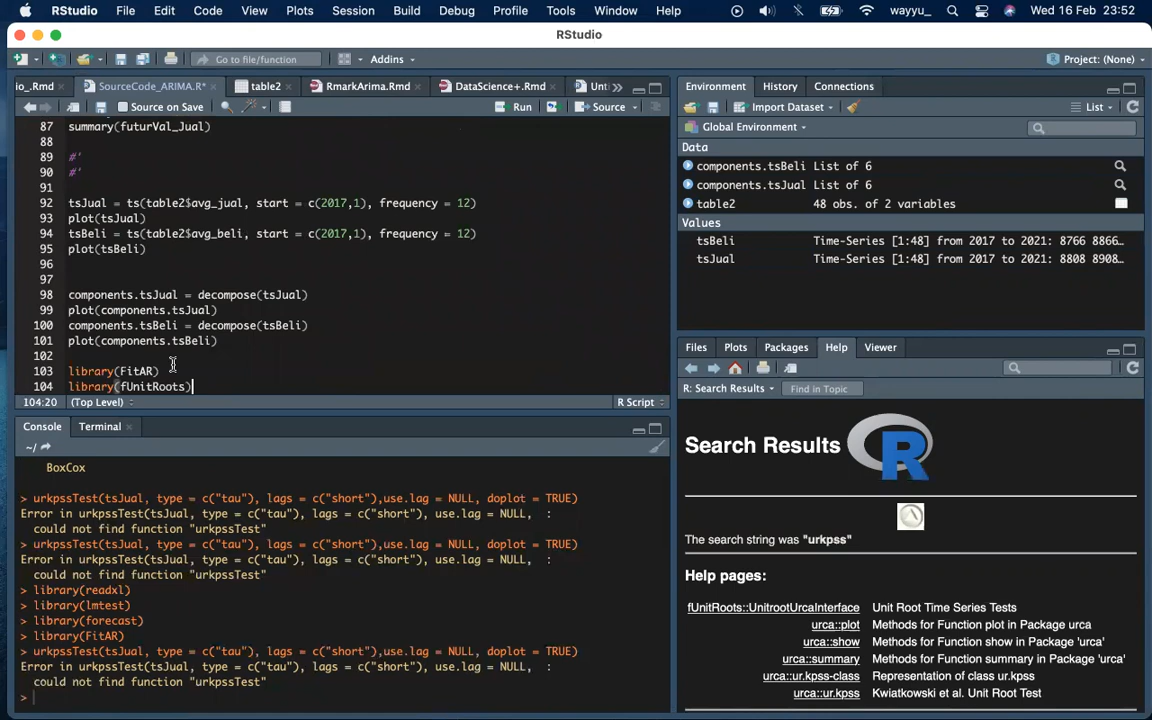 RStudio File Edit Code View Plots Session Build Debug Profile Tools Window Help wayyu_ Wed 16 Feb 23:52
RStudio
Go to file/function Addins Project: (None)
io_.Rmd SourceCode_ARIMA.R* table2 RmarkArima.Rmd DataScience+.Rmd Unt
Source on Save Run Source
87 summary(futurVal_Jual)
88
89 #'
90 #'
91
92 tsJual = ts(table2$avg_jual, start = c(2017,1), frequency = 12)
93 plot(tsJual)
94 tsBeli = ts(table2$avg_beli, start = c(2017,1), frequency = 12)
95 plot(tsBeli)
96
97
98 components.tsJual = decompose(tsJual)
99 plot(components.tsJual)
100 components.tsBeli = decompose(tsBeli)
101 plot(components.tsBeli)
102
103 library(FitAR)
104 library(fUnitRoots)
104:20 (Top Level) R Script
Console Terminal
~/
BoxCox
> urkpssTest(tsJual, type = c("tau"), lags = c("short"),use.lag = NULL, doplot = TRUE)
Error in urkpssTest(tsJual, type = c("tau"), lags = c("short"), use.lag = NULL, :
could not find function "urkpssTest"
> urkpssTest(tsJual, type = c("tau"), lags = c("short"),use.lag = NULL, doplot = TRUE)
Error in urkpssTest(tsJual, type = c("tau"), lags = c("short"), use.lag = NULL, :
could not find function "urkpssTest"
> library(readxl)
> library(lmtest)
> library(forecast)
> library(FitAR)
> urkpssTest(tsJual, type = c("tau"), lags = c("short"),use.lag = NULL, doplot = TRUE)
Error in urkpssTest(tsJual, type = c("tau"), lags = c("short"), use.lag = NULL, :
could not find function "urkpssTest"
>
Environment History Connections
Import Dataset List
Global Environment
Data
components.tsBeli List of 6
components.tsJual List of 6
table2 48 obs. of 2 variables
Values
tsBeli Time-Series [1:48] from 2017 to 2021: 8766 8866…
tsJual Time-Series [1:48] from 2017 to 2021: 8808 8908…
Files Plots Packages Help Viewer
R: Search Results Find in Topic
Search Results R
The search string was "urkpss"
Help pages:
fUnitRoots::UnitrootUrcaInterface Unit Root Time Series Tests
urca::plot Methods for Function plot in Package urca
urca::show Methods for Function show in Package 'urca'
urca::summary Methods for Function summary in Package 'urca'
urca::ur.kpss-class Representation of class ur.kpss
urca::ur.kpss Kwiatkowski et al. Unit Root Test